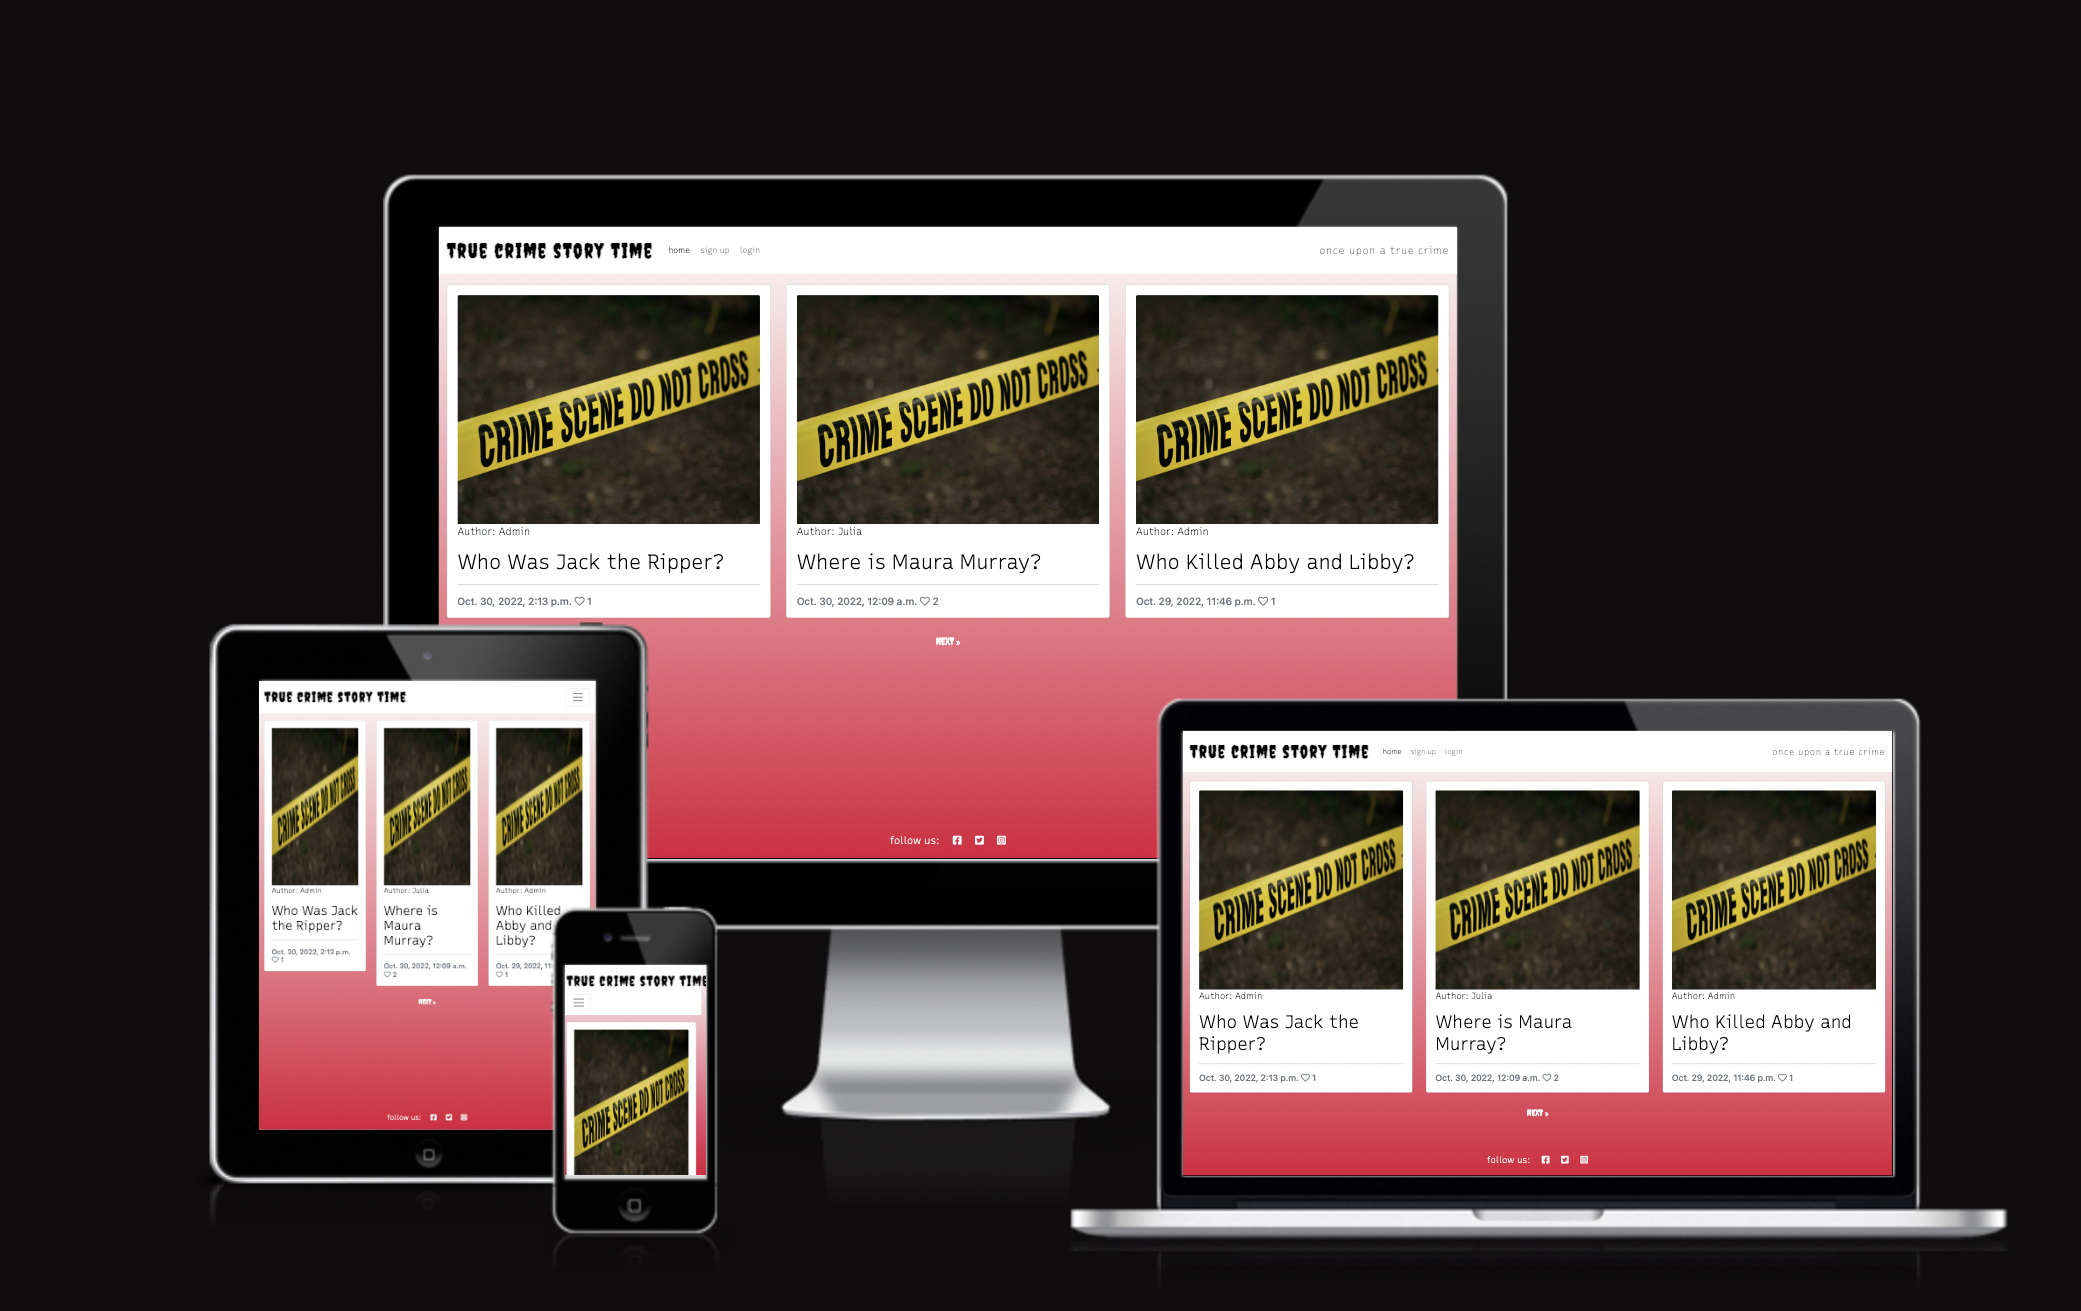 TRUE CRIME STORY TIME home sign up login once upon a true crime
CRIME SCENE DO NOT CROSS
CRIME SCENE DO NOT CROSS
CRIME SCENE DO NOT CROSS
Author: Admin
Author: Julia
Author: Admin
Who Was Jack the Ripper?
Where is Maura Murray?
Who Killed Abby and Libby?
Oct. 30, 2022, 2:13 p.m. 1
Oct. 30, 2022, 12:09 a.m. 2
Oct. 29, 2022, 11:46 p.m. 1
NEXT »
follow us:
TRUE CRIME STORY TIME
CRIME SCENE DO NOT CROSS
CRIME SCENE DO NOT CROSS
CRIME SCENE DO NOT CROSS
Author: Admin
Who Was Jack
the Ripper?
Oct. 30, 2022, 2:13 p.m.
1
Author: Julia
Where is
Maura
Murray?
Oct. 30, 2022, 12:09 a.m.
2
Author: Admin
Who Killed
Abby and
Libby?
Oct. 29, 2022, 11
1
NEXT »
follow us:
TRUE CRIME STORY TIME
CRIME SCENE DO NOT CROSS
TRUE CRIME STORY TIME home sign up login once upon a true crime
CRIME SCENE DO NOT CROSS
CRIME SCENE DO NOT CROSS
CRIME SCENE DO NOT CROSS
Author: Admin
Who Was Jack the
Ripper?
Oct. 30, 2022, 2:13 p.m. 1
Author: Julia
Where is Maura
Murray?
Oct. 30, 2022, 12:09 a.m. 2
Author: Admin
Who Killed Abby and
Libby?
Oct. 29, 2022, 11:46 p.m. 1
NEXT »
follow us: